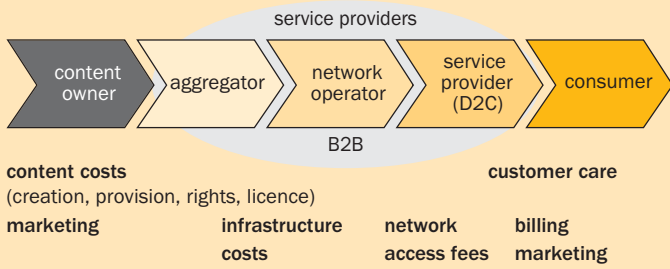 service providers
content
owner
aggregator
network
operator
service
provider
(D2C)
consumer
B2B
content costs
customer care
(creation, provision, rights, licence)
marketing
infrastructure
costs
network
access fees
billing
marketing